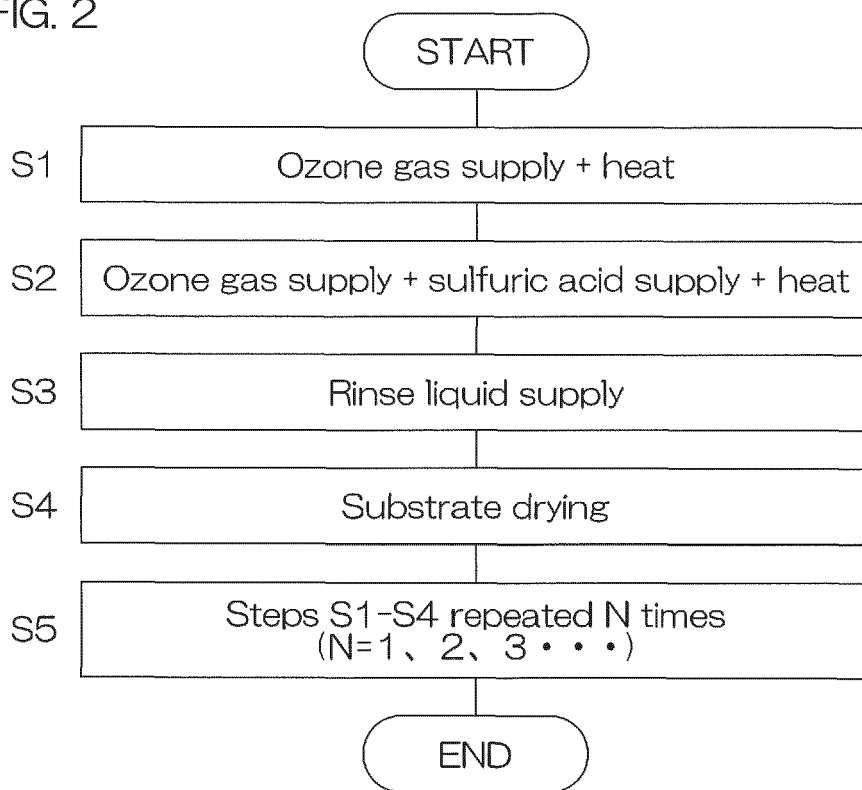 FIG. 2
START
S1 Ozone gas supply + heat
S2 Ozone gas supply + sulfuric acid supply + heat
S3 Rinse liquid supply
S4 Substrate drying
S5 Steps S1-S4 repeated N times
(N=1、2、3・・・)
END